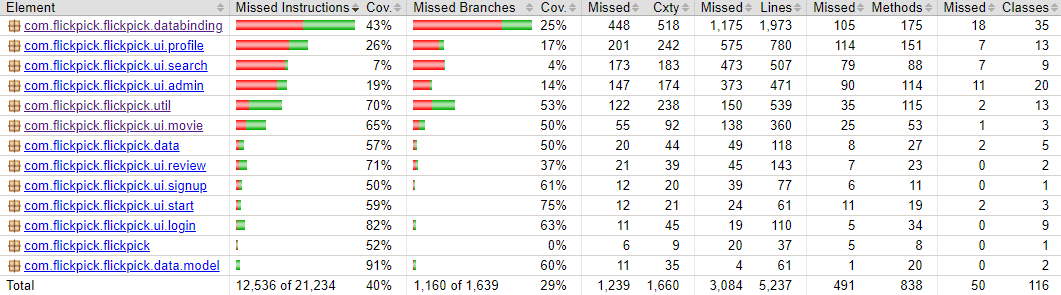 Element Missed Instructions Cov. Missed Branches Cov. Missed Cxty Missed Lines Missed Methods Missed Classes
com.flickpick.flickpick.databinding 43% 25% 448 518 1,175 1,973 105 175 18 35
com.flickpick.flickpick.ui.profile 26% 17% 201 242 575 780 114 151 7 13
com.flickpick.flickpick.ui.search 7% 4% 173 183 473 507 79 88 7 9
com.flickpick.flickpick.ui.admin 19% 14% 147 174 373 471 90 114 11 20
com.flickpick.flickpick.util 70% 53% 122 238 150 539 35 115 2 13
com.flickpick.flickpick.ui.movie 65% 50% 55 92 138 360 25 53 1 3
com.flickpick.flickpick.data 57% 50% 20 44 49 118 8 27 2 5
com.flickpick.flickpick.ui.review 71% 37% 21 39 45 143 7 23 0 2
com.flickpick.flickpick.ui.signup 50% 61% 12 20 39 77 6 11 0 1
com.flickpick.flickpick.ui.start 59% 75% 12 21 24 61 11 19 2 3
com.flickpick.flickpick.ui.login 82% 63% 11 45 19 110 5 34 0 9
com.flickpick.flickpick 52% 0% 6 9 20 37 5 8 0 1
com.flickpick.flickpick.data.model 91% 60% 11 35 4 61 1 20 0 2
Total 12,536 of 21,234 40% 1,160 of 1,639 29% 1,239 1,660 3,084 5,237 491 838 50 116